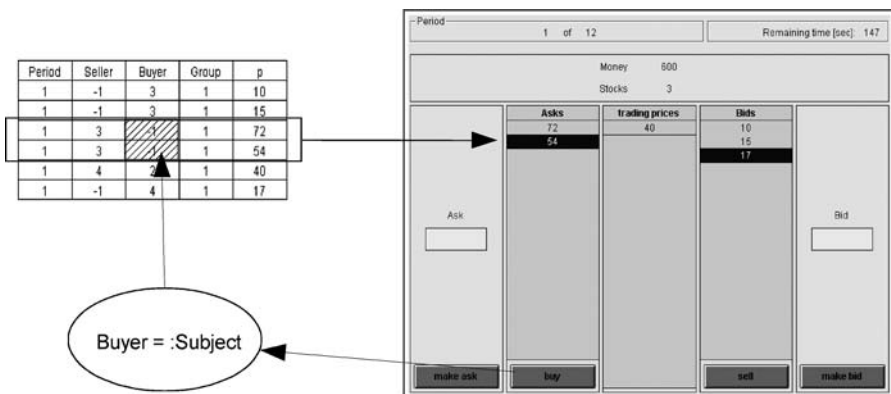 Period Seller Buyer Group p
1 -1 3 1 10
1 -1 3 1 15
1 3 -1 1 72
1 3 -1 1 54
1 4 2 1 40
1 -1 4 1 17
Buyer = :Subject
Period
1 of 12
Remaining time [sec]: 147
Money 600
Stocks 3
Asks trading prices Bids
72 40 10
54 15
17
Ask
Bid
make ask buy sell make bid